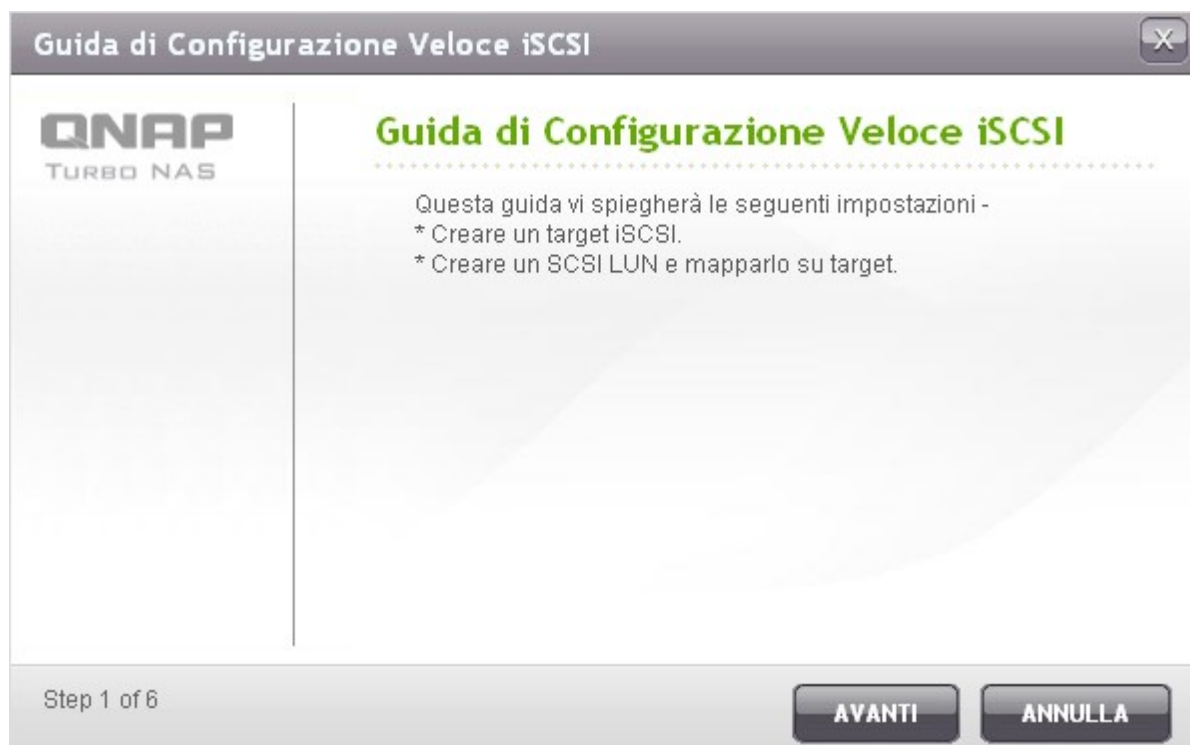 Guida di Configurazione Veloce iSCSI
X
QNAP
TURBO NAS
Guida di Configurazione Veloce iSCSI
Questa guida vi spiegherà le seguenti impostazioni -
* Creare un target iSCSI.
* Creare un SCSI LUN e mapparlo su target.
Step 1 of 6
AVANTI
ANNULLA